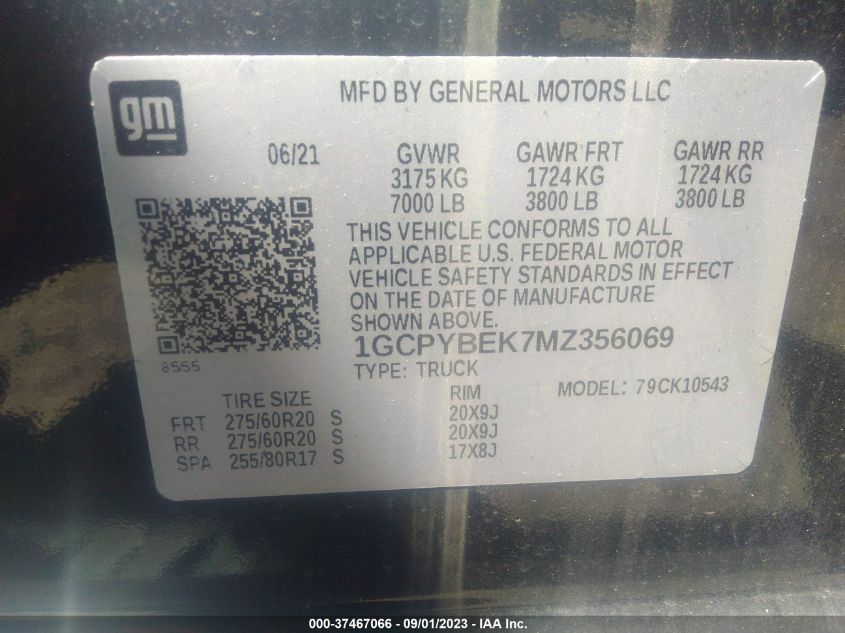 gm
MFD BY GENERAL MOTORS LLC
06/21 GVWR GAWR FRT GAWR RR
3175 KG 1724 KG 1724 KG
7000 LB 3800 LB 3800 LB
THIS VEHICLE CONFORMS TO ALL
APPLICABLE U.S. FEDERAL MOTOR
VEHICLE SAFETY STANDARDS IN EFFECT
ON THE DATE OF MANUFACTURE
SHOWN ABOVE.
1GCPYBEK7MZ356069
8555
TYPE: TRUCK MODEL: 79CK10543
TIRE SIZE RIM
FRT 275/60R20 S 20X9J
RR 275/60R20 S 20X9J
SPA 255/80R17 S 17X8J
000-37467066 - 09/01/2023 - IAA Inc.